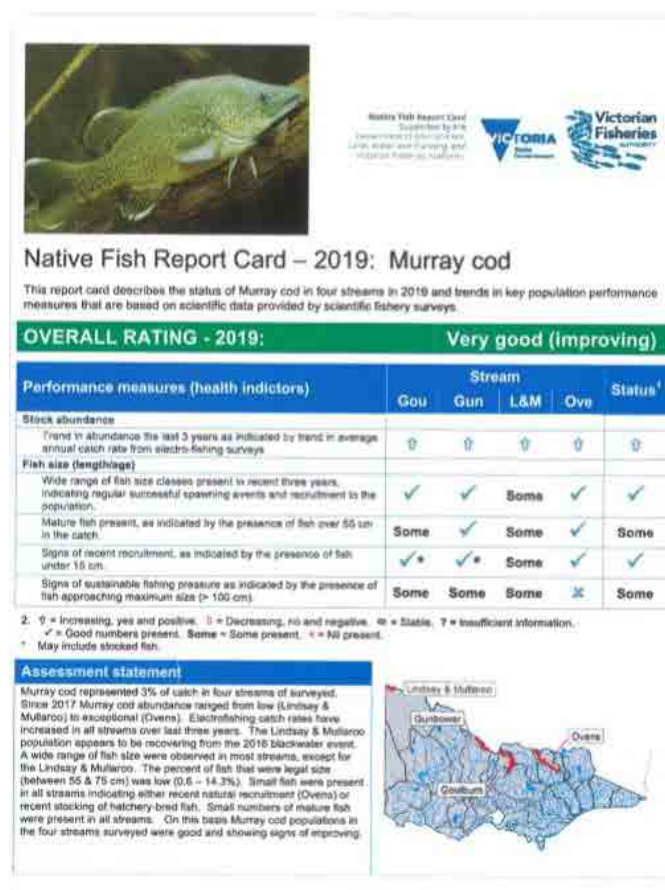 Native Fish Report Card
Supported by the
VICTORIA
State
Government
Victorian
Fisheries
AUTHORITY
Native Fish Report Card – 2019: Murray cod
This report card describes the status of Murray cod in four streams in 2019 and trends in key population performance
measures that are based on scientific data provided by scientific fishery surveys.
OVERALL RATING - 2019: Very good (improving)
Performance measures (health indictors)
Stream
Gou Gun L&M Ove
Status¹
Stock abundance
Trend in abundance the last 3 years as indicated by trend in average
annual catch rate from electro-fishing surveys
⇧ ⇧ ⇧ ⇧ ⇧
Fish size (length/age)
Wide range of fish size classes present in recent three years,
indicating regular successful spawning events and recruitment to the
population.
✓ ✓ Some ✓ ✓
Mature fish present, as indicated by the presence of fish over 55 cm
in the catch.
Some ✓ Some ✓ Some
Signs of recent recruitment, as indicated by the presence of fish
under 15 cm.
✓* ✓* Some ✓ ✓
Signs of sustainable fishing pressure as indicated by the presence of
fish approaching maximum size (> 100 cm).
Some Some Some × Some
2. ⇧ = Increasing, yes and positive. ⇩ = Decreasing, no and negative. = Stable. ? = Insufficient information.
✓ = Good numbers present. Some = Some present. × = Nil present.
* May include stocked fish.
Assessment statement
Murray cod represented 3% of catch in four streams of surveyed.
Since 2017 Murray cod abundance ranged from low (Lindsay &
Mullaroo) to exceptional (Ovens). Electrofishing catch rates have
increased in all streams over last three years. The Lindsay & Mullaroo
population appears to be recovering from the 2016 blackwater event.
A wide range of fish size were observed in most streams, except for
the Lindsay & Mullaroo. The percent of fish that were legal size
(between 55 & 75 cm) was low (0.6 – 14.3%). Small fish were present
in all streams indicating either recent natural recruitment (Ovens) or
recent stocking of hatchery-bred fish. Small numbers of mature fish
were present in all streams. On this basis Murray cod populations in
the four streams surveyed were good and showing signs of improving.
Lindsay & Mullaroo
Gunbower
Ovens
Goulburn